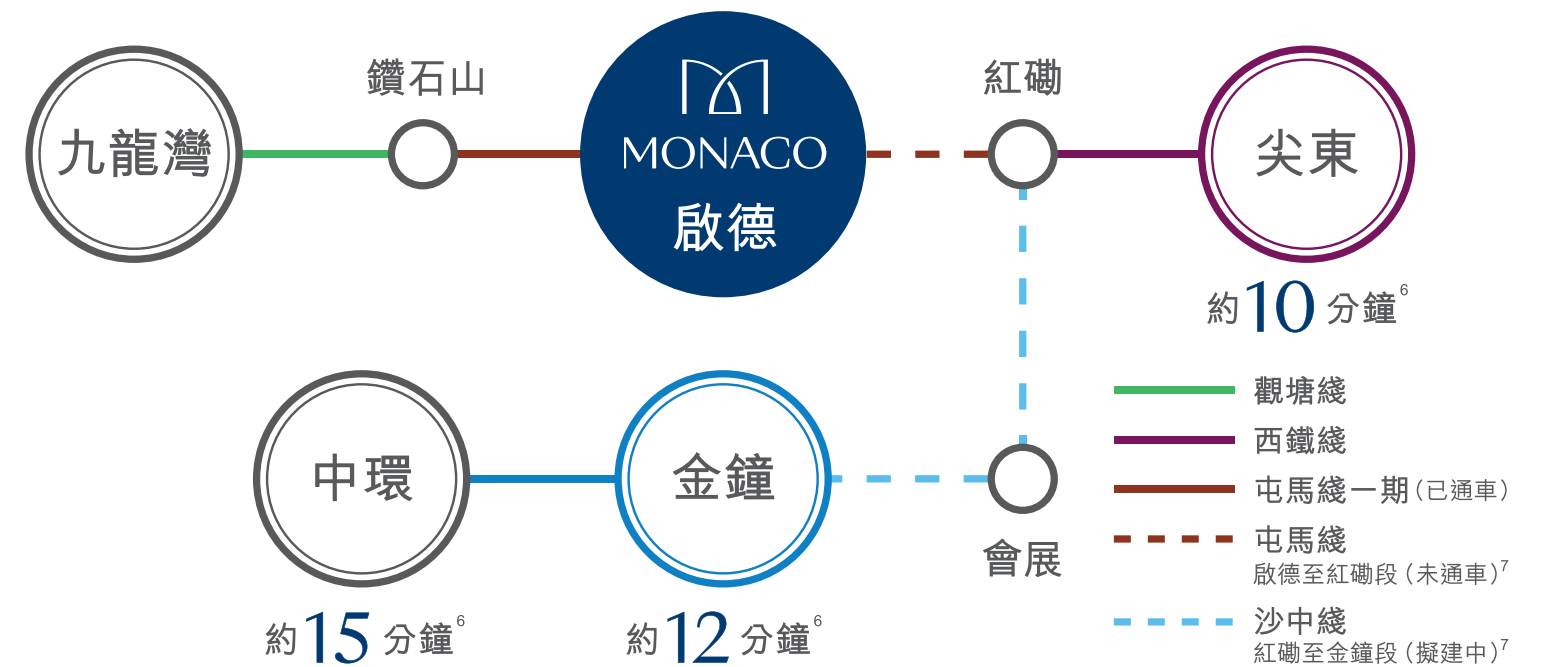 鑽石山
紅磡
九龍灣
MONACO
啟德
尖東
約10分鐘6
中環
約15分鐘6
金鐘
約12分鐘6
會展
觀塘綫
西鐵綫
屯馬綫一期(已通車)
屯馬綫
啟德至紅磡段(未通車)7
沙中綫
紅磡至金鐘段(擬建中)7